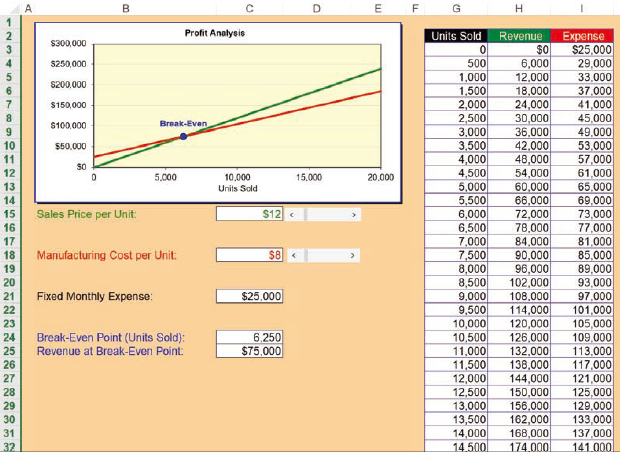 A B C D E F G H I
1
2 Units Sold Revenue Expense
3 0 $0 $25,000
4 500 6,000 29,000
5 1,000 12,000 33,000
6 1,500 18,000 37,000
7 2,000 24,000 41,000
8 2,500 30,000 45,000
9 3,000 36,000 49,000
10 3,500 42,000 53,000
11 4,000 48,000 57,000
12 4,500 54,000 61,000
13 5,000 60,000 65,000
14 5,500 66,000 69,000
15 Sales Price per Unit: $12 < > 6,000 72,000 73,000
16 6,500 78,000 77,000
17 7,000 84,000 81,000
18 Manufacturing Cost per Unit: $8 < > 7,500 90,000 85,000
19 8,000 96,000 89,000
20 8,500 102,000 93,000
21 Fixed Monthly Expense: $25,000 9,000 108,000 97,000
22 9,500 114,000 101,000
23 10,000 120,000 105,000
24 Break-Even Point (Units Sold): 6,250 10,500 126,000 109,000
25 Revenue at Break-Even Point: $75,000 11,000 132,000 113,000
26 11,500 138,000 117,000
27 12,000 144,000 121,000
28 12,500 150,000 125,000
29 13,000 156,000 129,000
30 13,500 162,000 133,000
31 14,000 168,000 137,000
32 14,500 174,000 141,000
Profit Analysis
$300,000
$250,000
$200,000
$150,000
$100,000
$50,000
$0
Break-Even
0 5,000 10,000 15,000 20,000
Units Sold